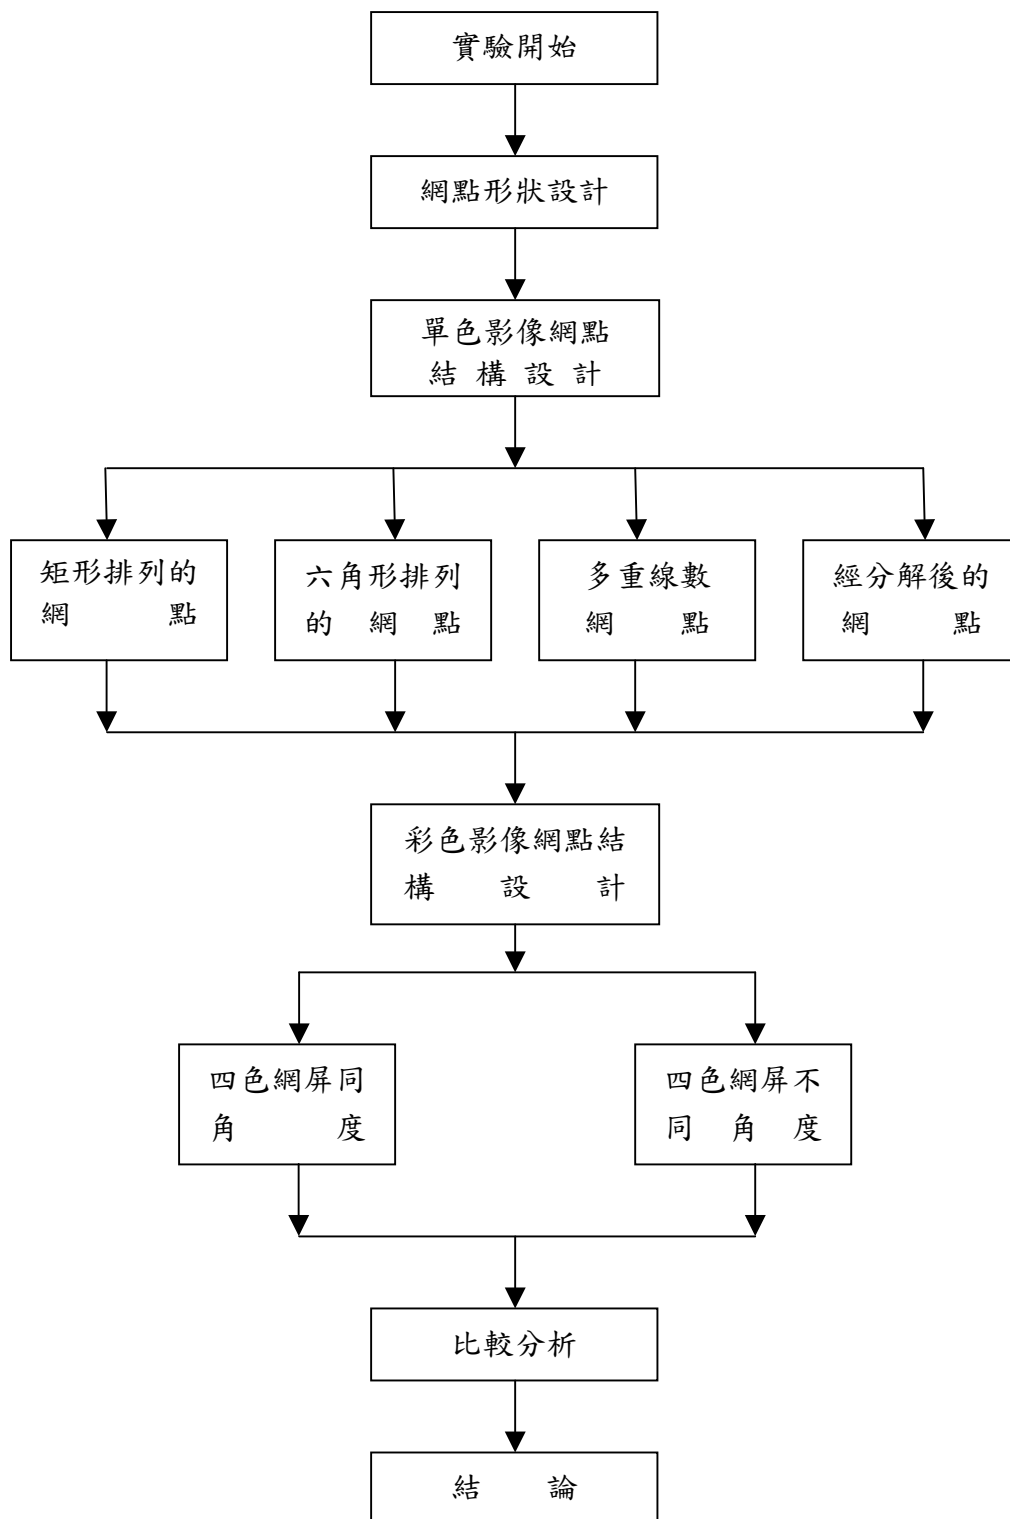 實驗開始
網點形狀設計
單色影像網點
結構設計
矩形排列的
網點
六角形排列
的網點
多重線數
網點
經分解後的
網點
彩色影像網點結
構設計
四色網屏同
角度
四色網屏不
同角度
比較分析
結論